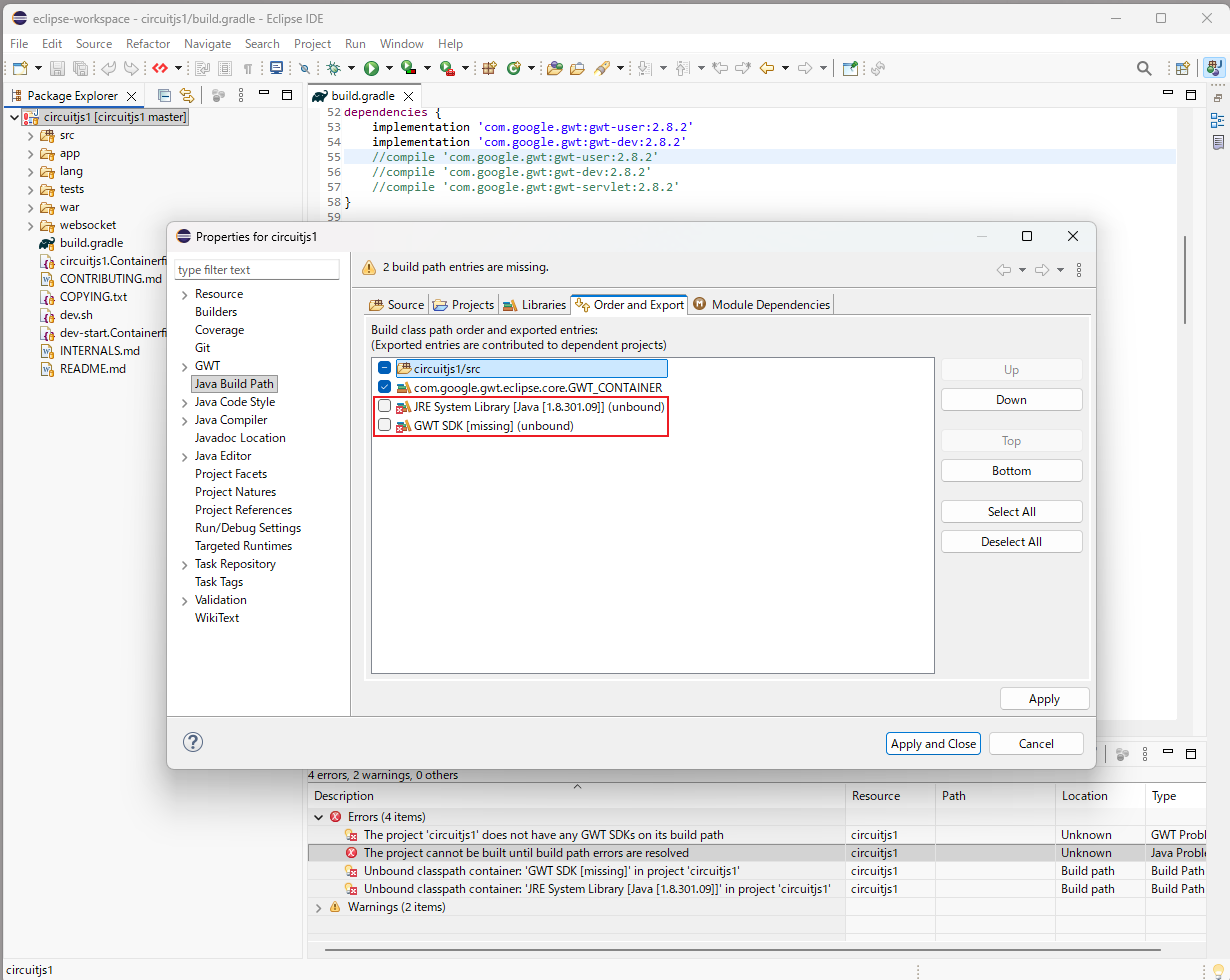 eclipse-workspace - circuitjs1/build.gradle - Eclipse IDE
File Edit Source Refactor Navigate Search Project Run Window Help
Package Explorer
build.gradle
circuitjs1 [circuitjs1 master]
src
app
lang
tests
war
websocket
build.gradle
circuitjs1.Containerfi
CONTRIBUTING.md
COPYING.txt
dev.sh
dev-start.Containerfi
INTERNALS.md
README.md
52 dependencies {
53 implementation 'com.google.gwt:gwt-user:2.8.2'
54 implementation 'com.google.gwt:gwt-dev:2.8.2'
55 //compile 'com.google.gwt:gwt-user:2.8.2'
56 //compile 'com.google.gwt:gwt-dev:2.8.2'
57 //compile 'com.google.gwt:gwt-servlet:2.8.2'
58 }
59
Properties for circuitjs1
type filter text
Resource
Builders
Coverage
Git
GWT
Java Build Path
Java Code Style
Java Compiler
Javadoc Location
Java Editor
Project Facets
Project Natures
Project References
Run/Debug Settings
Targeted Runtimes
Task Repository
Task Tags
Validation
WikiText
2 build path entries are missing.
Source Projects Libraries Order and Export Module Dependencies
Build class path order and exported entries:
(Exported entries are contributed to dependent projects)
circuitjs1/src
com.google.gwt.eclipse.core.GWT_CONTAINER
JRE System Library [Java [1.8.301.09]] (unbound)
GWT SDK [missing] (unbound)
Up
Down
Top
Bottom
Select All
Deselect All
Apply
Apply and Close Cancel
4 errors, 2 warnings, 0 others
Description Resource Path Location Type
Errors (4 items)
The project 'circuitjs1' does not have any GWT SDKs on its build path circuitjs1 Unknown GWT Probl
The project cannot be built until build path errors are resolved circuitjs1 Unknown Java Proble
Unbound classpath container: 'GWT SDK [missing]' in project 'circuitjs1' circuitjs1 Build path Build Path
Unbound classpath container: 'JRE System Library [Java [1.8.301.09]]' in project 'circuitjs1' circuitjs1 Build path Build Path
Warnings (2 items)
circuitjs1